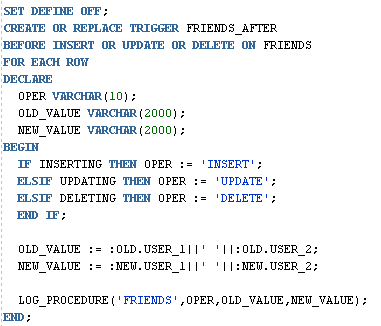 SET DEFINE OFF;
CREATE OR REPLACE TRIGGER FRIENDS_AFTER
BEFORE INSERT OR UPDATE OR DELETE ON FRIENDS
FOR EACH ROW
DECLARE
OPER VARCHAR(10);
OLD_VALUE VARCHAR(2000);
NEW_VALUE VARCHAR(2000);
BEGIN
IF INSERTING THEN OPER := 'INSERT';
ELSIF UPDATING THEN OPER := 'UPDATE';
ELSIF DELETING THEN OPER := 'DELETE';
END IF;
OLD_VALUE := :OLD.USER_1||' '||:OLD.USER_2;
NEW_VALUE := :NEW.USER_1||' '||:NEW.USER_2;
LOG_PROCEDURE('FRIENDS',OPER,OLD_VALUE,NEW_VALUE);
END;